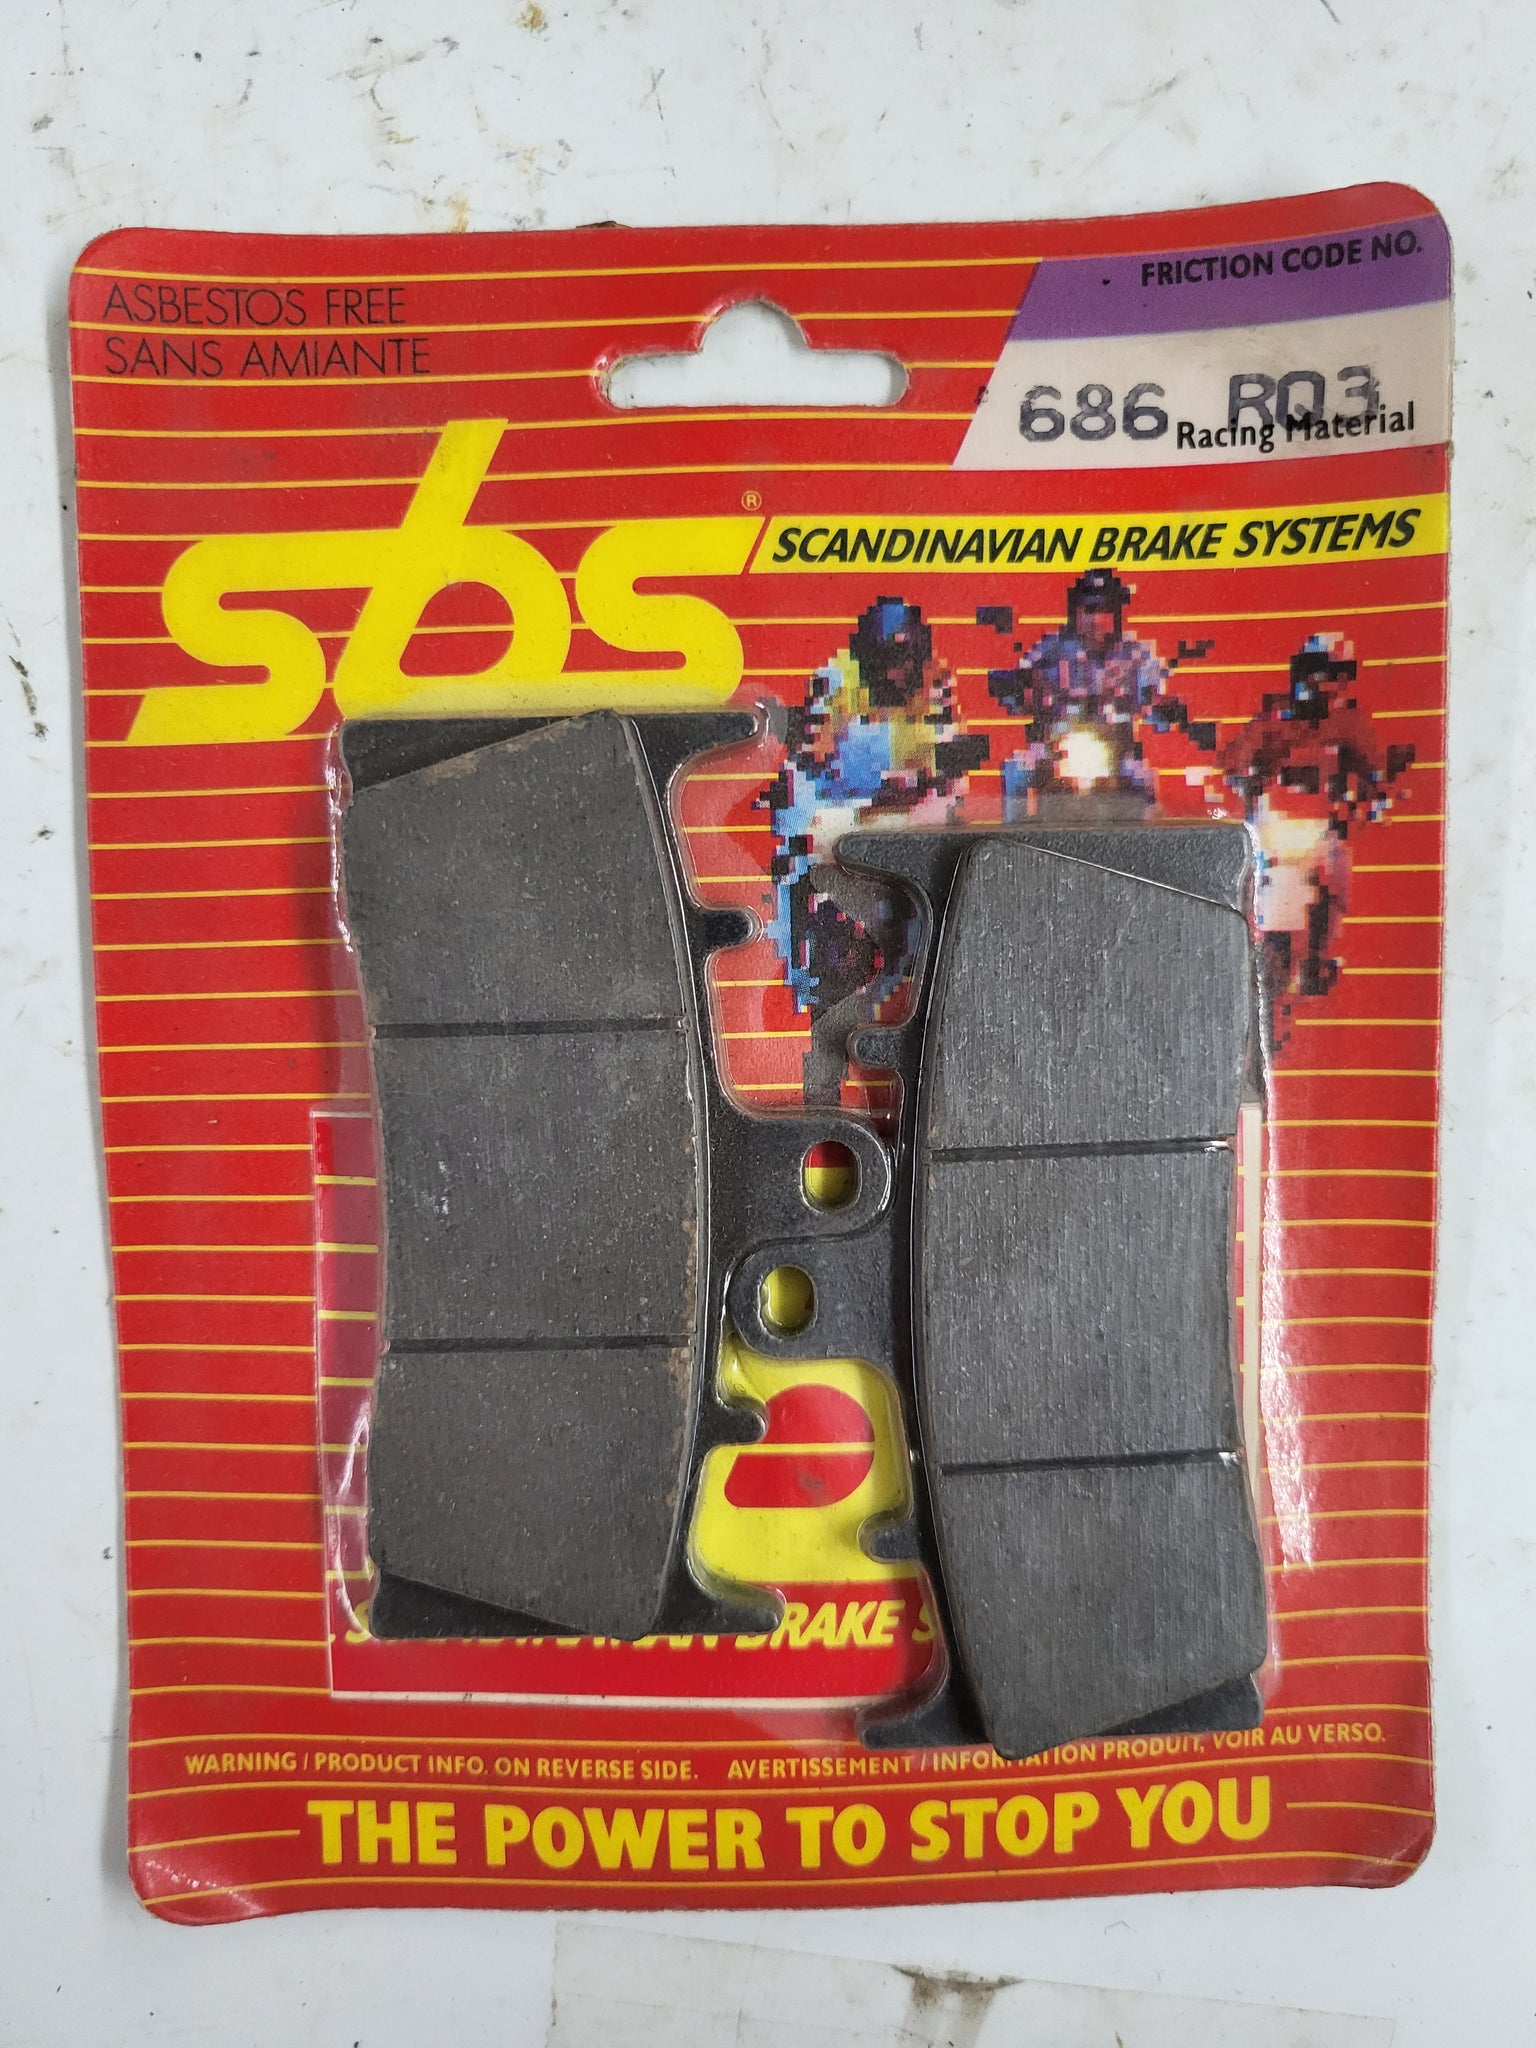 ASBESTOS FREE
SANS AMIANTE
FRICTION CODE NO.
686 RQ3
Racing Material
sbs®
SCANDINAVIAN BRAKE SYSTEMS
BRAKE
WARNING / PRODUCT INFO. ON REVERSE SIDE. AVERTISSEMENT / INFORMATION PRODUIT, VOIR AU VERSO.
THE POWER TO STOP YOU